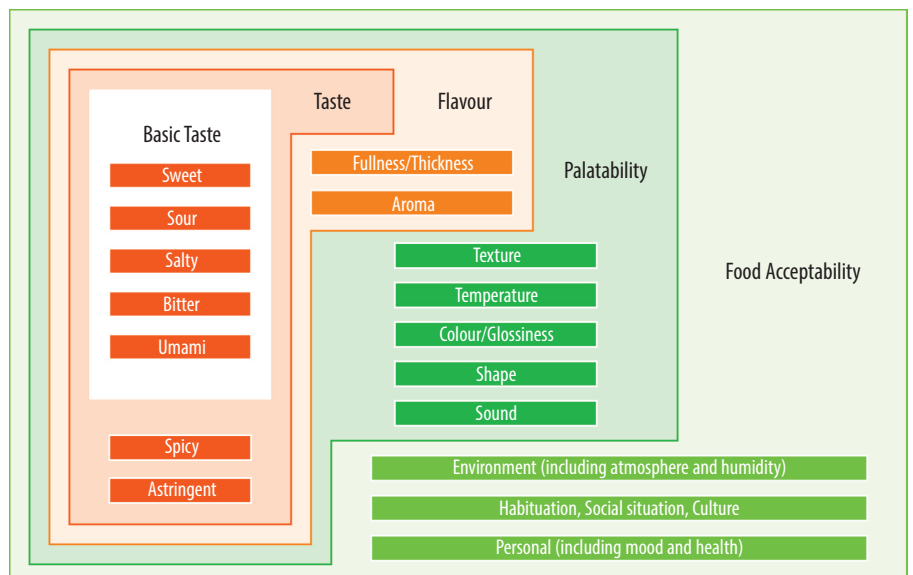 Taste
Flavour
Basic Taste
Sweet
Sour
Salty
Bitter
Umami
Spicy
Astringent
Fullness/Thickness
Aroma
Palatability
Texture
Temperature
Colour/Glossiness
Shape
Sound
Food Acceptability
Environment (including atmosphere and humidity)
Habituation, Social situation, Culture
Personal (including mood and health)